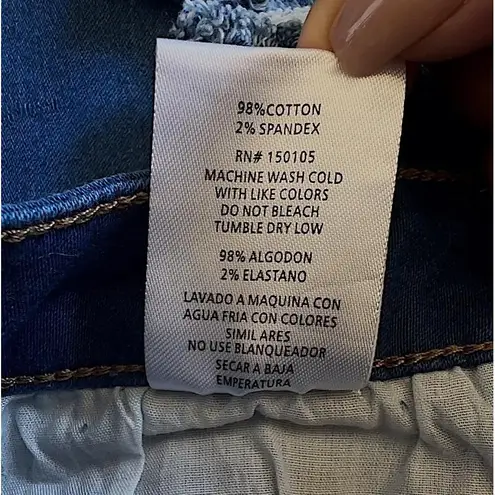 98%COTTON
2% SPANDEX
RN# 150105
MACHINE WASH COLD
WITH LIKE COLORS
DO NOT BLEACH
TUMBLE DRY LOW
98% ALGODON
2% ELASTANO
LAVADO A MAQUINA CON
AGUA FRIA CON COLORES
SIMIL ARES
NO USE BLANQUEADOR
SECAR A BAJA
EMPERATURA